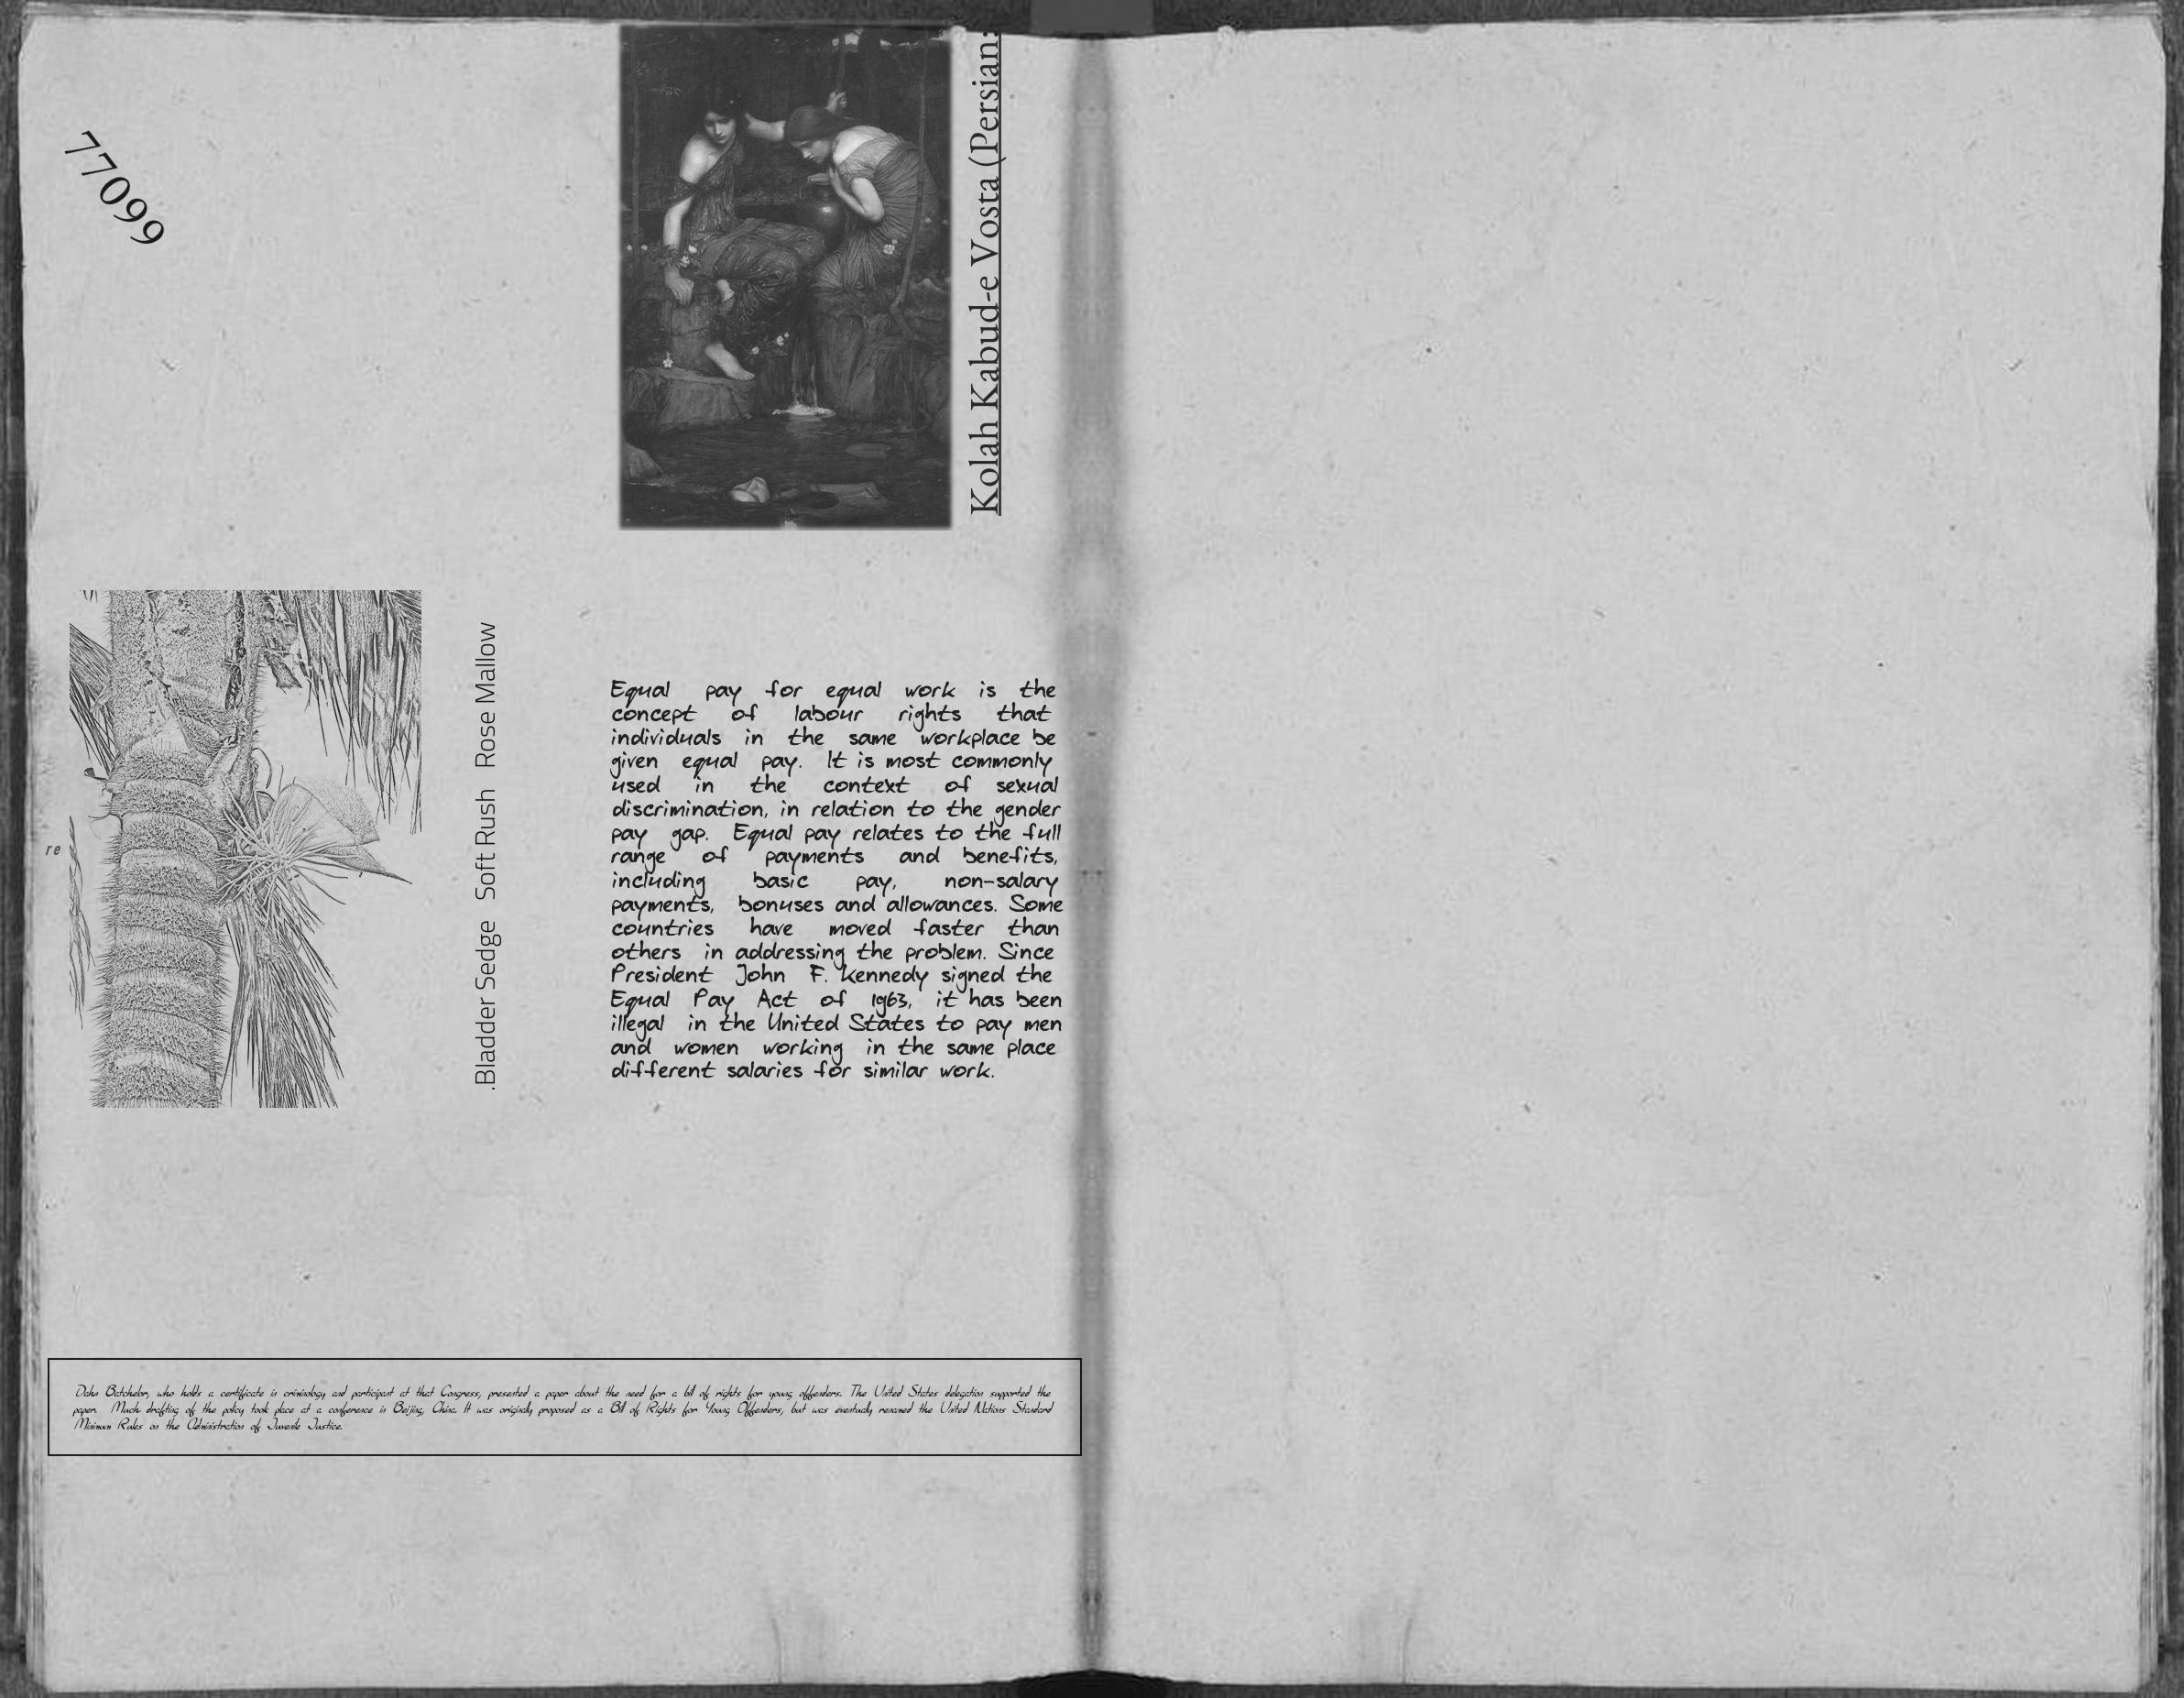 77099
Kolah Kabud-e Vosta (Persian:
re
.Bladder Sedge Soft Rush Rose Mallow
Equal pay for equal work is the
concept of labour rights that
individuals in the same workplace be
given equal pay. It is most commonly
used in the context of sexual
discrimination, in relation to the gender
pay gap. Equal pay relates to the full
range of payments and benefits,
including basic pay, non-salary
payments, bonuses and allowances. Some
countries have moved faster than
others in addressing the problem. Since
President John F. Kennedy signed the
Equal Pay Act of 1963, it has been
illegal in the United States to pay men
and women working in the same place
different salaries for similar work.
Dahn Batchelor, who holds a certificate in criminology and participant at that Congress, presented a paper about the need for a bill of rights for young offenders. The United States delegation supported the
paper. Much drafting of the policy took place at a conference in Beijing, China. It was originally proposed as a Bill of Rights for Young Offenders, but was eventually renamed the United Nations Standard
Minimum Rules on the Administration of Juvenile Justice.